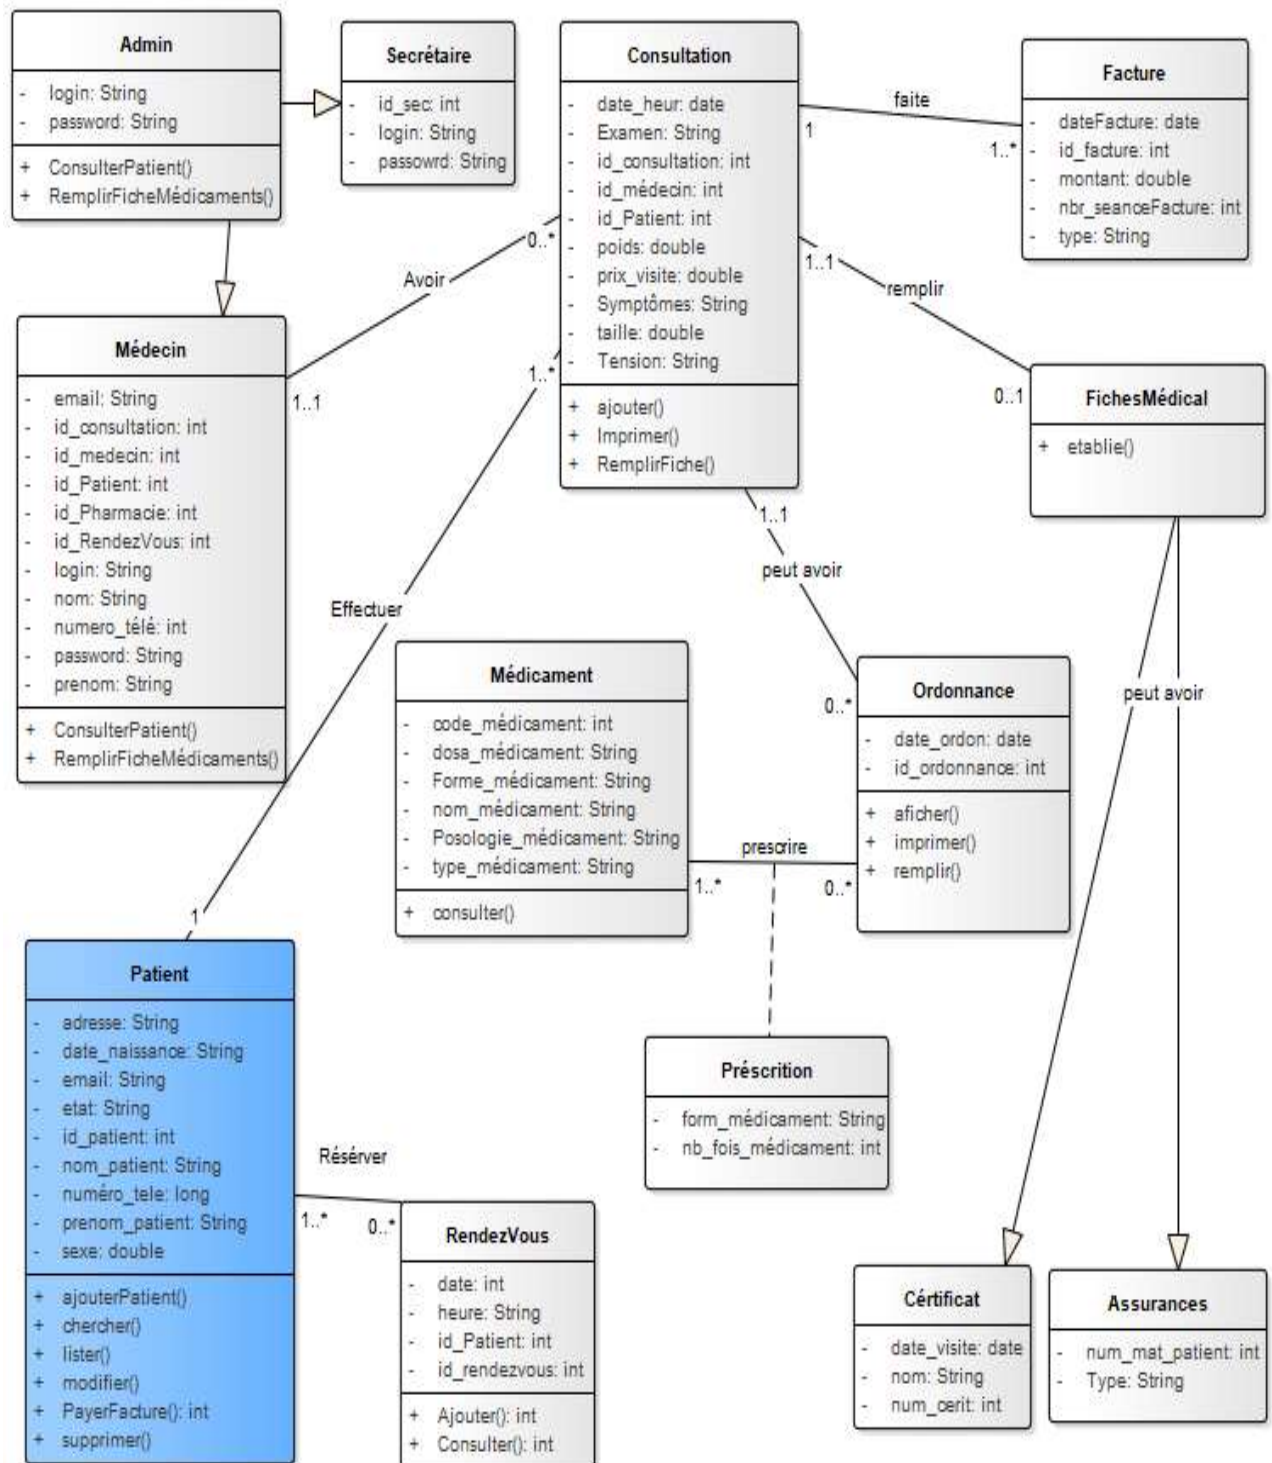 Admin
- login: String
- password: String
+ ConsulterPatient()
+ RemplirFicheMédicaments()
Secrétaire
- id_sec: int
- login: String
- passowrd: String
Consultation
- date_heur: date
- Examen: String
- id_consultation: int
- id_médecin: int
- id_Patient: int
- poids: double
- prix_visite: double
- Symptômes: String
- taille: double
- Tension: String
+ ajouter()
+ Imprimer()
+ RemplirFiche()
faite
1
1..*
Facture
- dateFacture: date
- id_facture: int
- montant: double
- nbr_seanceFacture: int
- type: String
0..*
Avoir
1..1
1..1
remplir
0..1
Médecin
- email: String
- id_consultation: int
- id_medecin: int
- id_Patient: int
- id_Pharmacie: int
- id_RendezVous: int
- login: String
- nom: String
- numero_télé: int
- password: String
- prenom: String
+ ConsulterPatient()
+ RemplirFicheMédicaments()
1..*
Effectuer
1
FichesMédical
+ etablie()
1..1
peut avoir
0..*
Médicament
- code_médicament: int
- dosa_médicament: String
- Forme_médicament: String
- nom_médicament: String
- Posologie_médicament: String
- type_médicament: String
+ consulter()
prescrire
1..*
0..*
Ordonnance
- date_ordon: date
- id_ordonnance: int
+ aficher()
+ imprimer()
+ remplir()
peut avoir
Patient
- adresse: String
- date_naissance: String
- email: String
- etat: String
- id_patient: int
- nom_patient: String
- numéro_tele: long
- prenom_patient: String
- sexe: double
+ ajouterPatient()
+ chercher()
+ lister()
+ modifier()
+ PayerFacture(): int
+ supprimer()
Résérver
1..*
0..*
RendezVous
- date: int
- heure: String
- id_Patient: int
- id_rendezvous: int
+ Ajouter(): int
+ Consulter(): int
Préscrition
- form_médicament: String
- nb_fois_médicament: int
Cértificat
- date_visite: date
- nom: String
- num_cerit: int
Assurances
- num_mat_patient: int
- Type: String